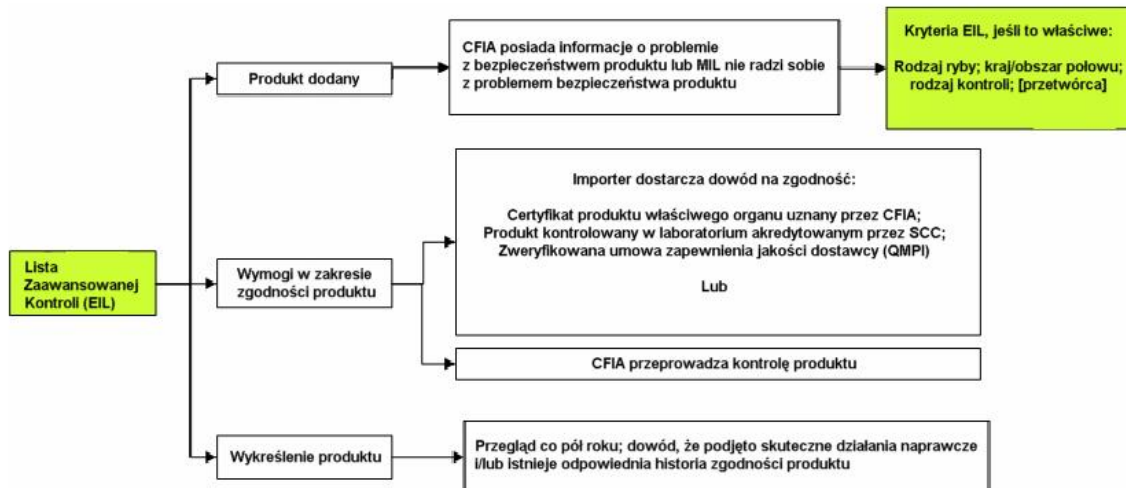 Produkt dodany
CFIA posiada informacje o problemie
z bezpieczeństwem produktu lub MIL nie radzi sobie
z problemem bezpieczeństwa produktu
Kryteria EIL, jeśli to właściwe:
Rodzaj ryby; kraj/obszar połowu;
rodzaj kontroli; [przetwórca]
Lista
Zaawansowanej
Kontroli (EIL)
Wymogi w zakresie
zgodności produktu
Importer dostarcza dowód na zgodność:
Certyfikat produktu właściwego organu uznany przez CFIA;
Produkt kontrolowany w laboratorium akredytowanym przez SCC;
Zweryfikowana umowa zapewnienia jakości dostawcy (QMPI)
Lub
CFIA przeprowadza kontrolę produktu
Wykreślenie produktu
Przegląd co pół roku; dowód, że podjęto skuteczne działania naprawcze
i/lub istnieje odpowiednia historia zgodności produktu